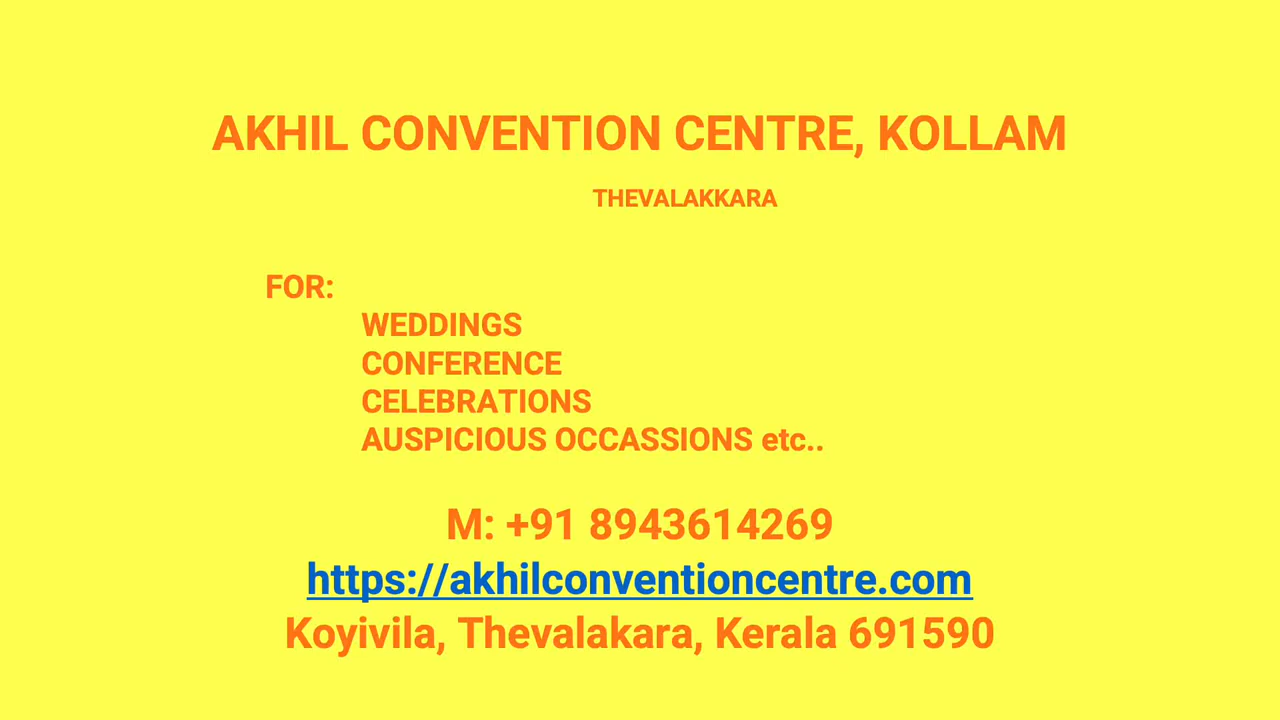 AKHIL CONVENTION CENTRE, KOLLAM
THEVALAKKARA
FOR:
WEDDINGS
CONFERENCE
CELEBRATIONS
AUSPICIOUS OCCASSIONS etc..
M: +91 8943614269
https://akhilconventioncentre.com
Koyivila, Thevalakara, Kerala 691590